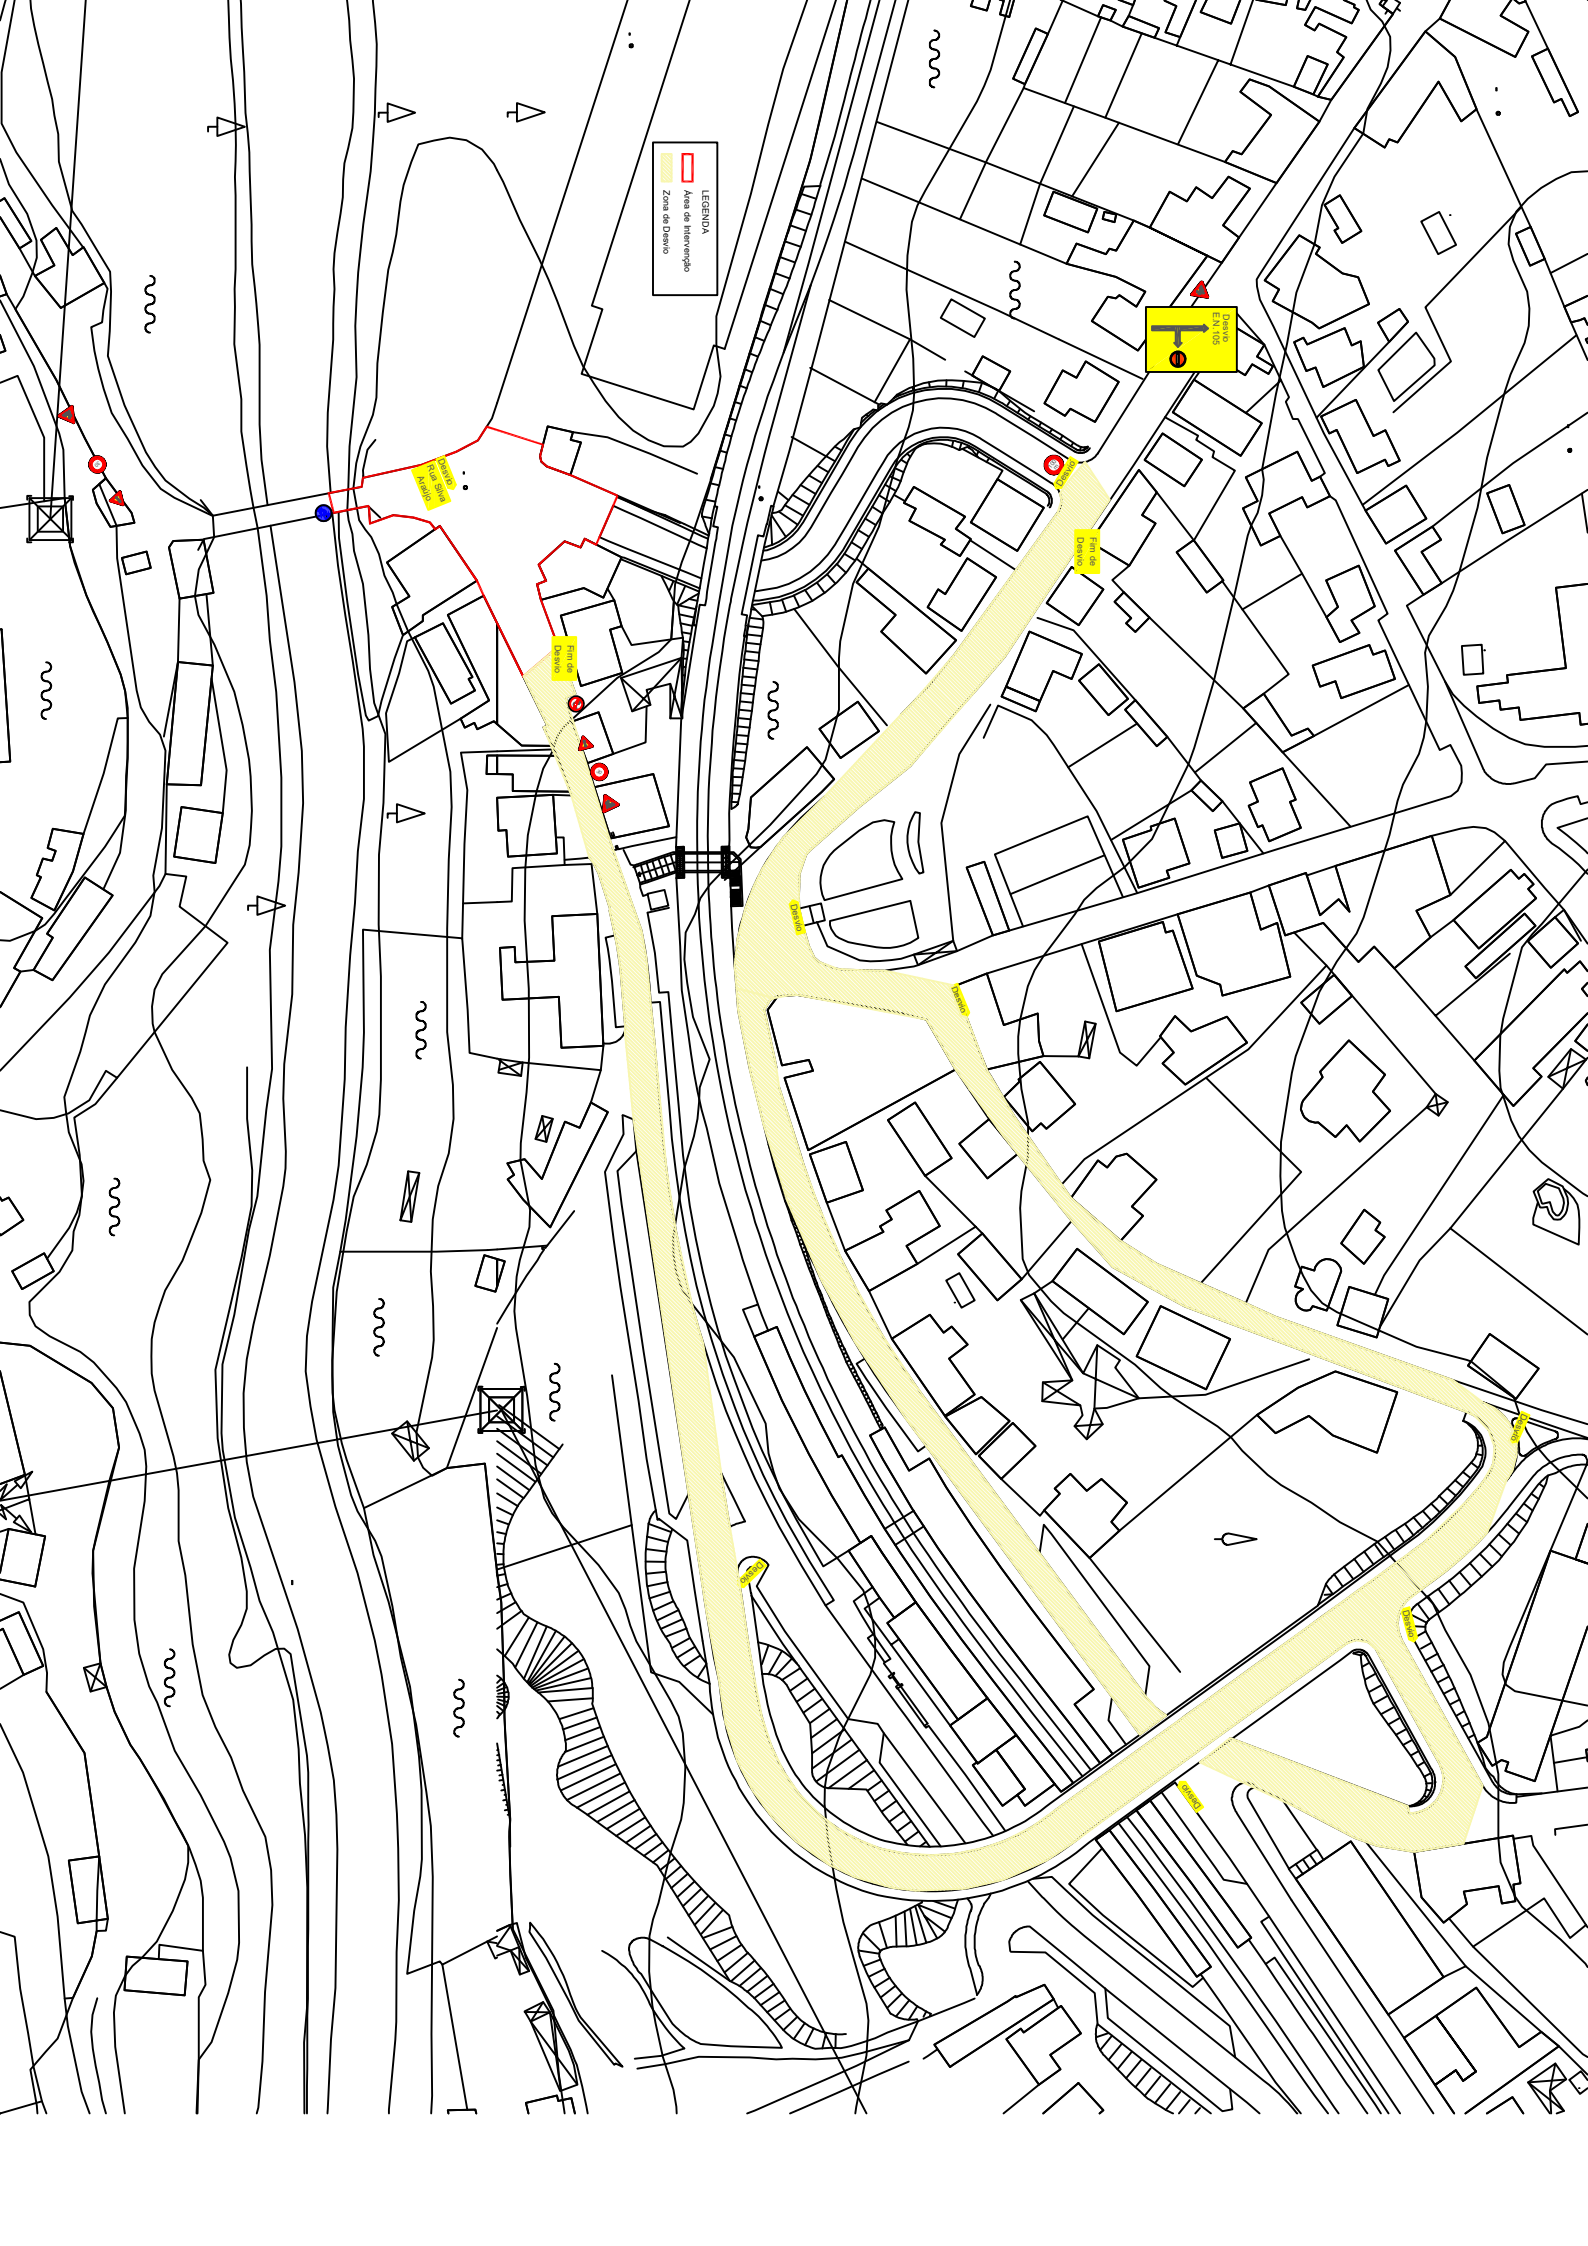 LEGENDA
Área de Intervenção
Zona de Desvio
Desvio
E.N. 105
Desvio
Fim de
Desvio
Desvio
Rua Silva
Araújo
Fim de
Desvio
Desvio
Desvio
Desvio
Desvio
Desvio
Desvio